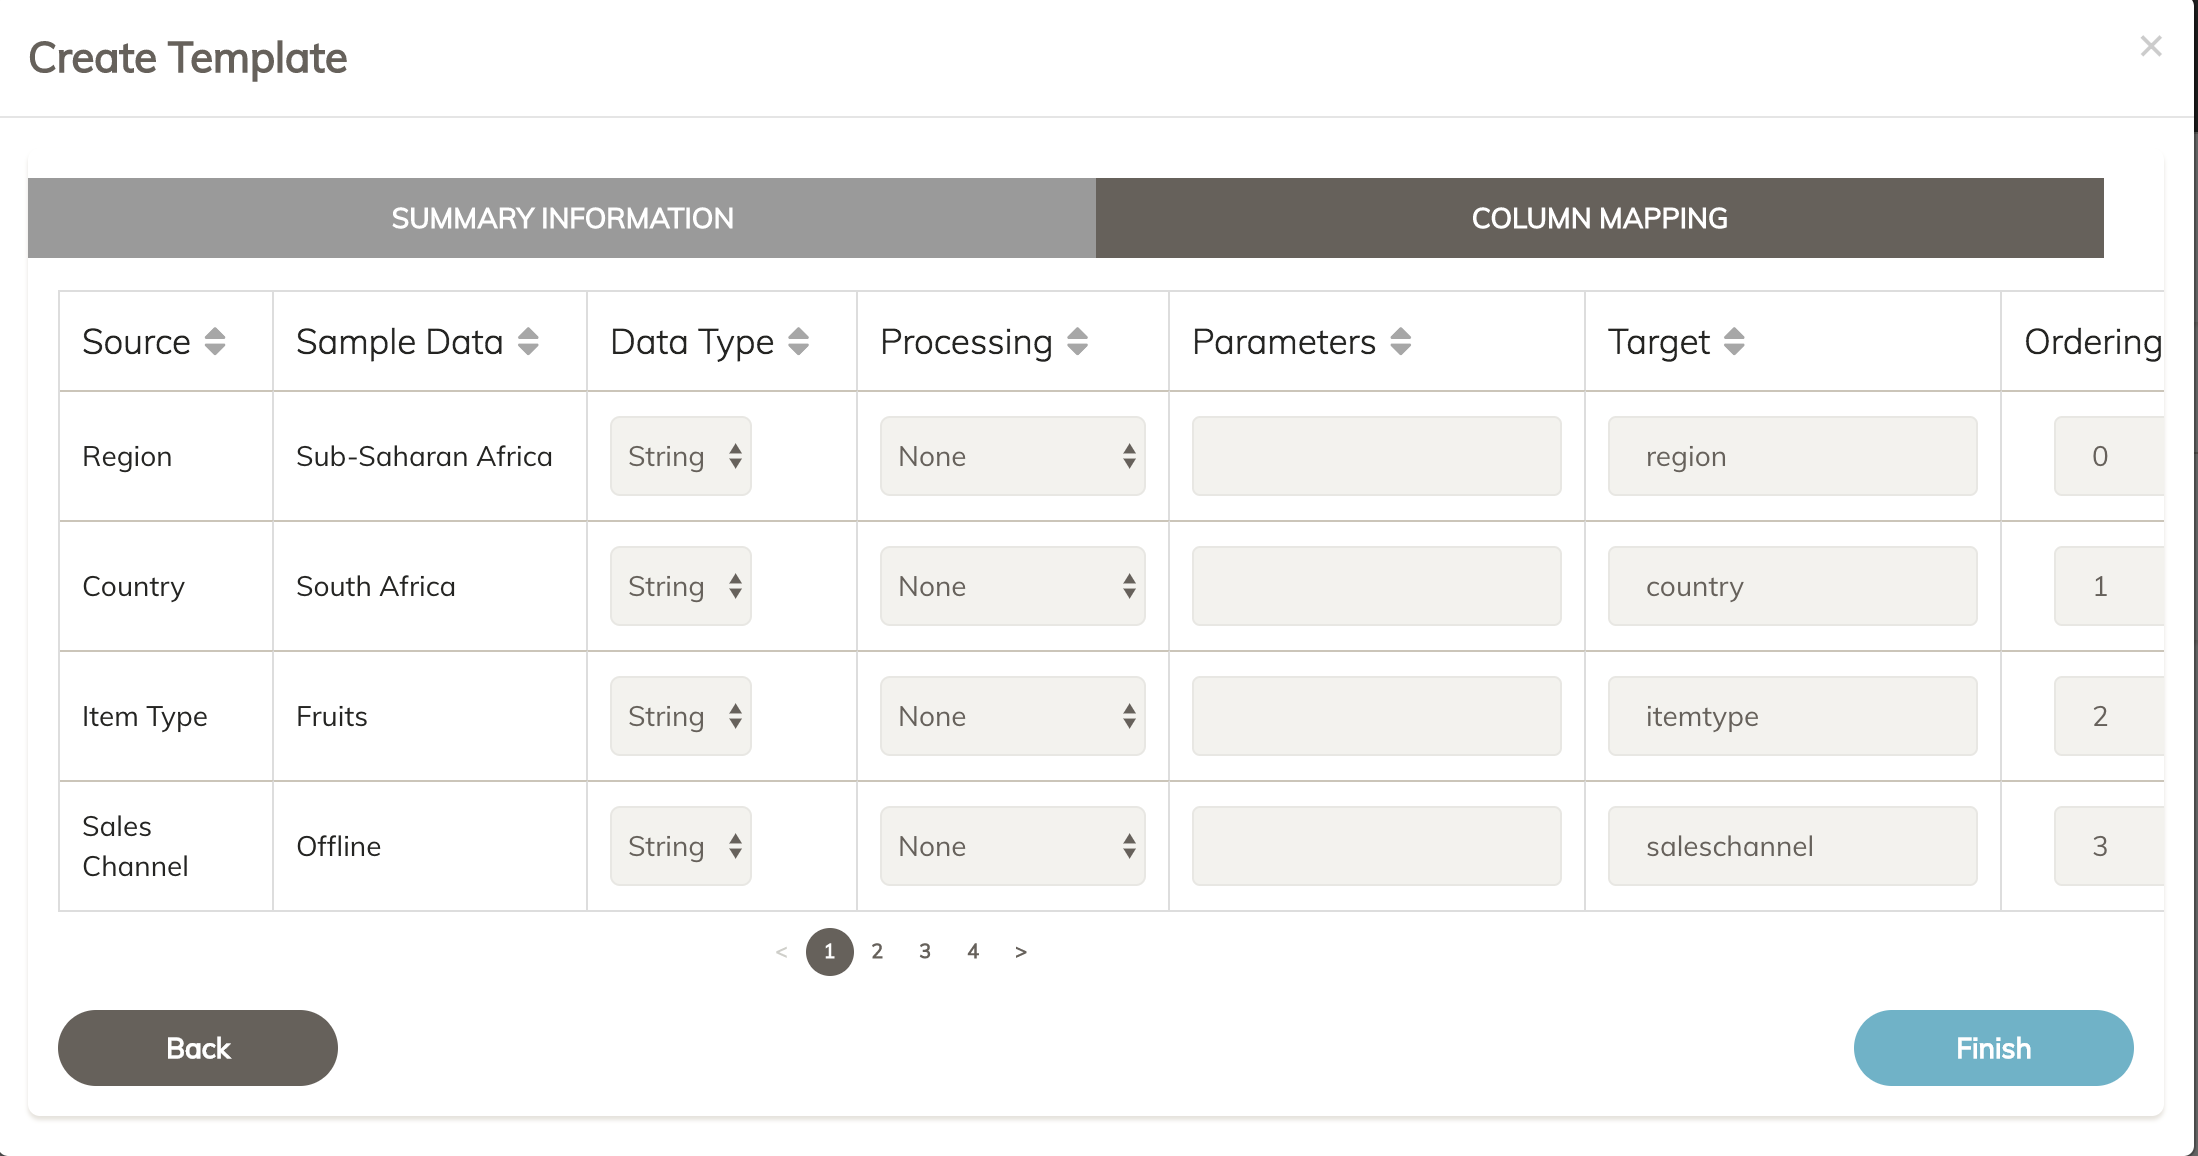 Create Template
×
SUMMARY INFORMATION COLUMN MAPPING
Source Sample Data Data Type Processing Parameters Target Ordering
Region Sub-Saharan Africa String None region 0
Country South Africa String None country 1
Item Type Fruits String None itemtype 2
Sales
Channel Offline String None saleschannel 3
< 1 2 3 4 >
Back Finish